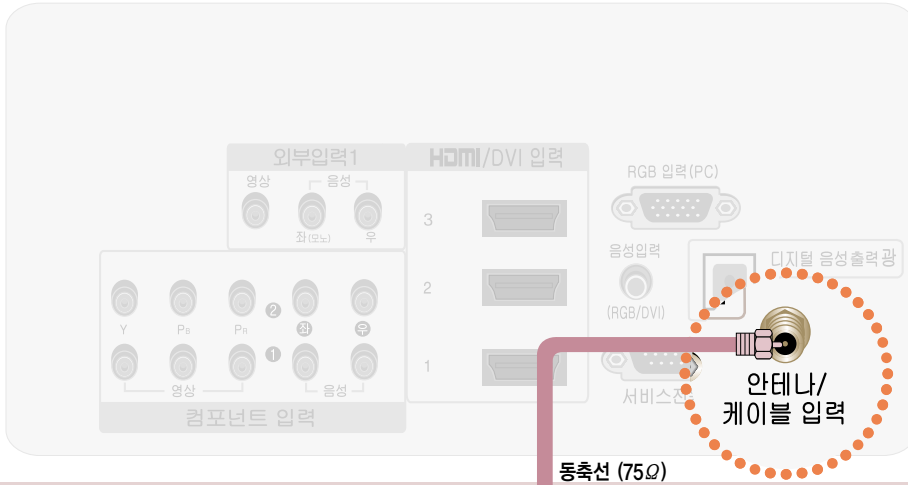 외부입력1
영상
음성
좌(모노)
우
HDMI/DVI 입력
3
2
1
RGB 입력(PC)
음성입력
(RGB/DVI)
디지털 음성출력 광
Y
PB
PR
2
좌
우
1
영상
음성
컴포넌트 입력
서비스전
안테나/
케이블 입력
동축선 (75Ω)